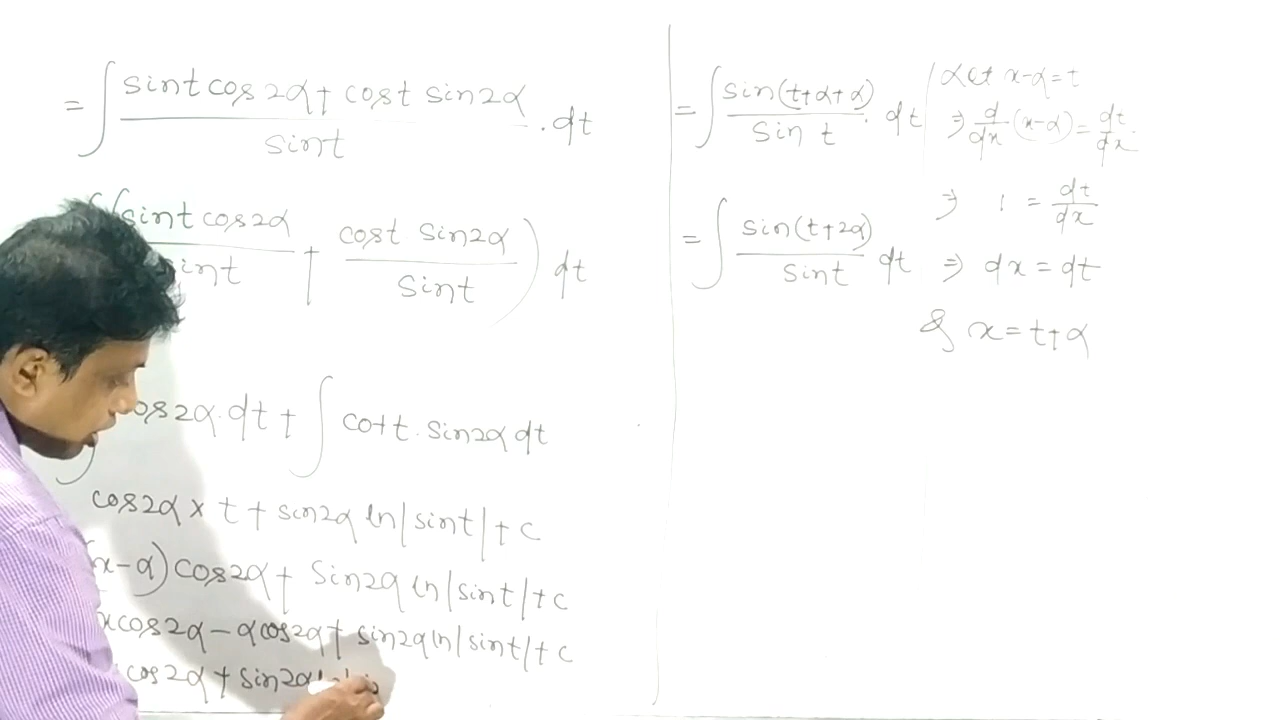 = ∫ sint cos2α + cost sin2α / sint . dt
(sint cos2α / sint + cost sin2α / sint) dt
cos2α.dt + ∫ cott. sin2α dt
cos2α × t + sin2α ln|sint| + c
(x-α)cos2α + sin2α ln|sint| + c
xcos2α - αcos2α + sin2α ln|sint| + c
cos2α + sin2α
= ∫ sin(t+α+α) / sin t . dt
= ∫ sin(t+2α) / sint dt
Let x-α=t
⇒ d/dx (x-α) = dt/dx
⇒ 1 = dt/dx
⇒ dx = dt
& x = t+α